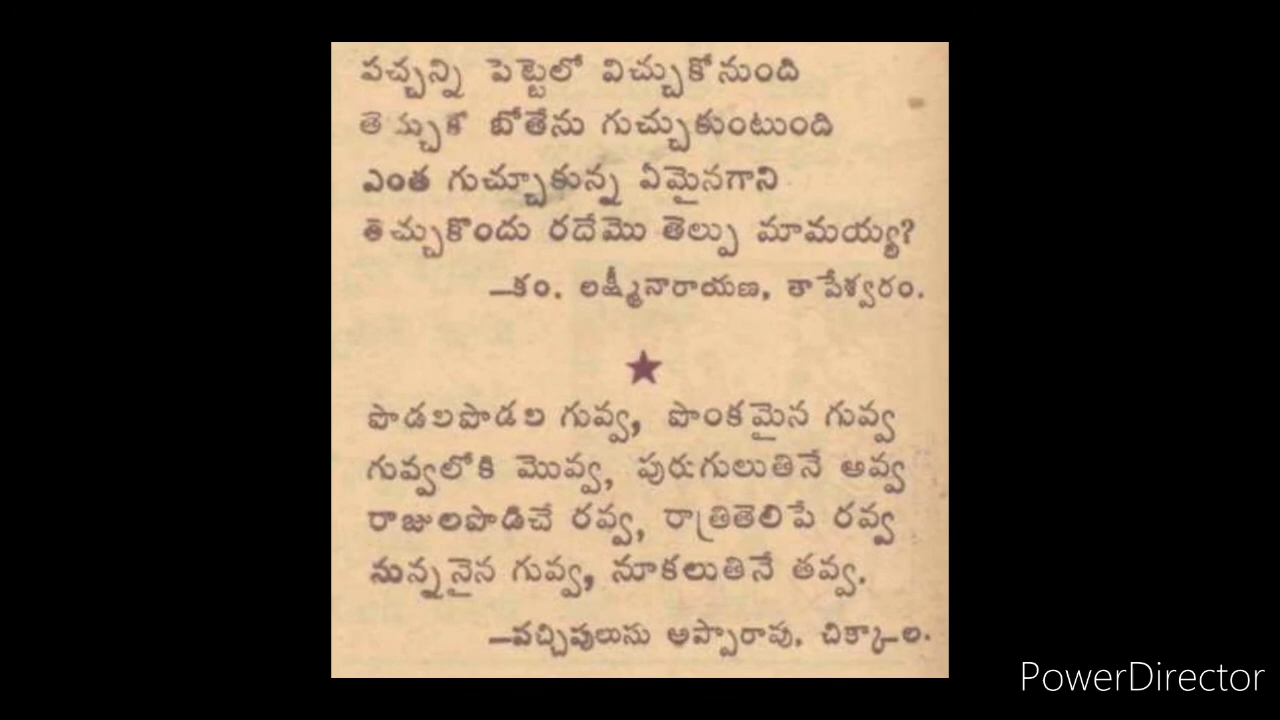 పచ్చన్ని పెట్టెలో విచ్చుకోనుంది
తెచ్చుకో బోతేను గుచ్చుకుంటుంది
ఎంత గుచ్చూకున్న ఏమైనగాని
తెచ్చుకొందు రదేమొ తెల్పు మామయ్య?
—కం. లక్ష్మీనారాయణ, తాపేశ్వరం.
★
పొడలపొడల గువ్వ, పొంకమైన గువ్వ
గువ్వలోకి మొవ్వ, పురుగులుతినే అవ్వ
రాజులపొడిచే రవ్వ, రాత్రితెలిపే రవ్వ
నున్ననైన గువ్వ, నూకలుతినే తవ్వ.
—పచ్చిపులుసు అప్పారావు, చిక్కాల.
PowerDirector